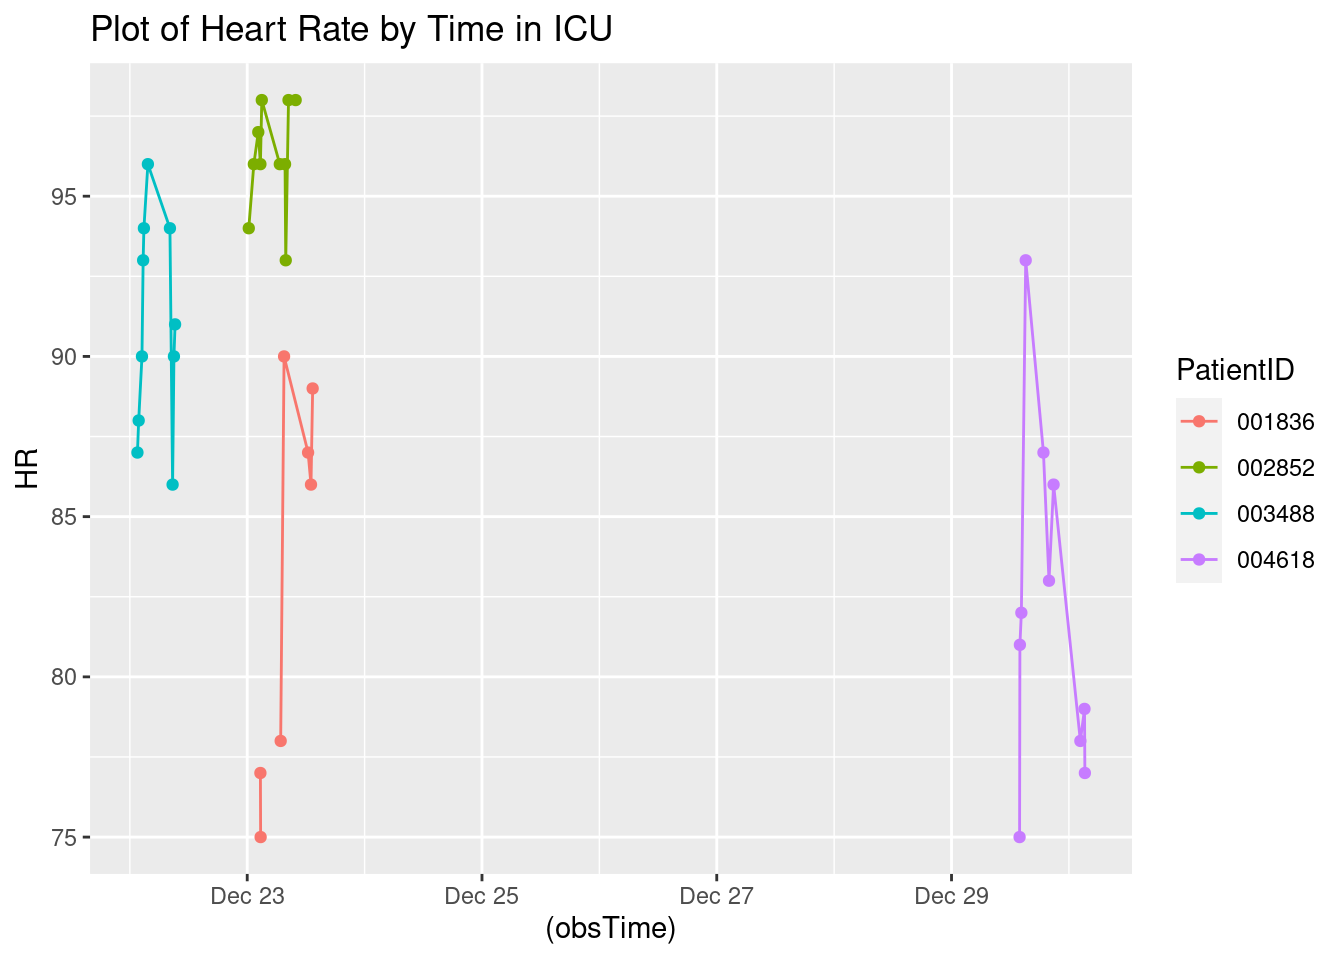 Plot of Heart Rate by Time in ICU
HR
95
90
85
80
75
Dec 23
Dec 25
Dec 27
Dec 29
(obsTime)
PatientID
001836
002852
003488
004618